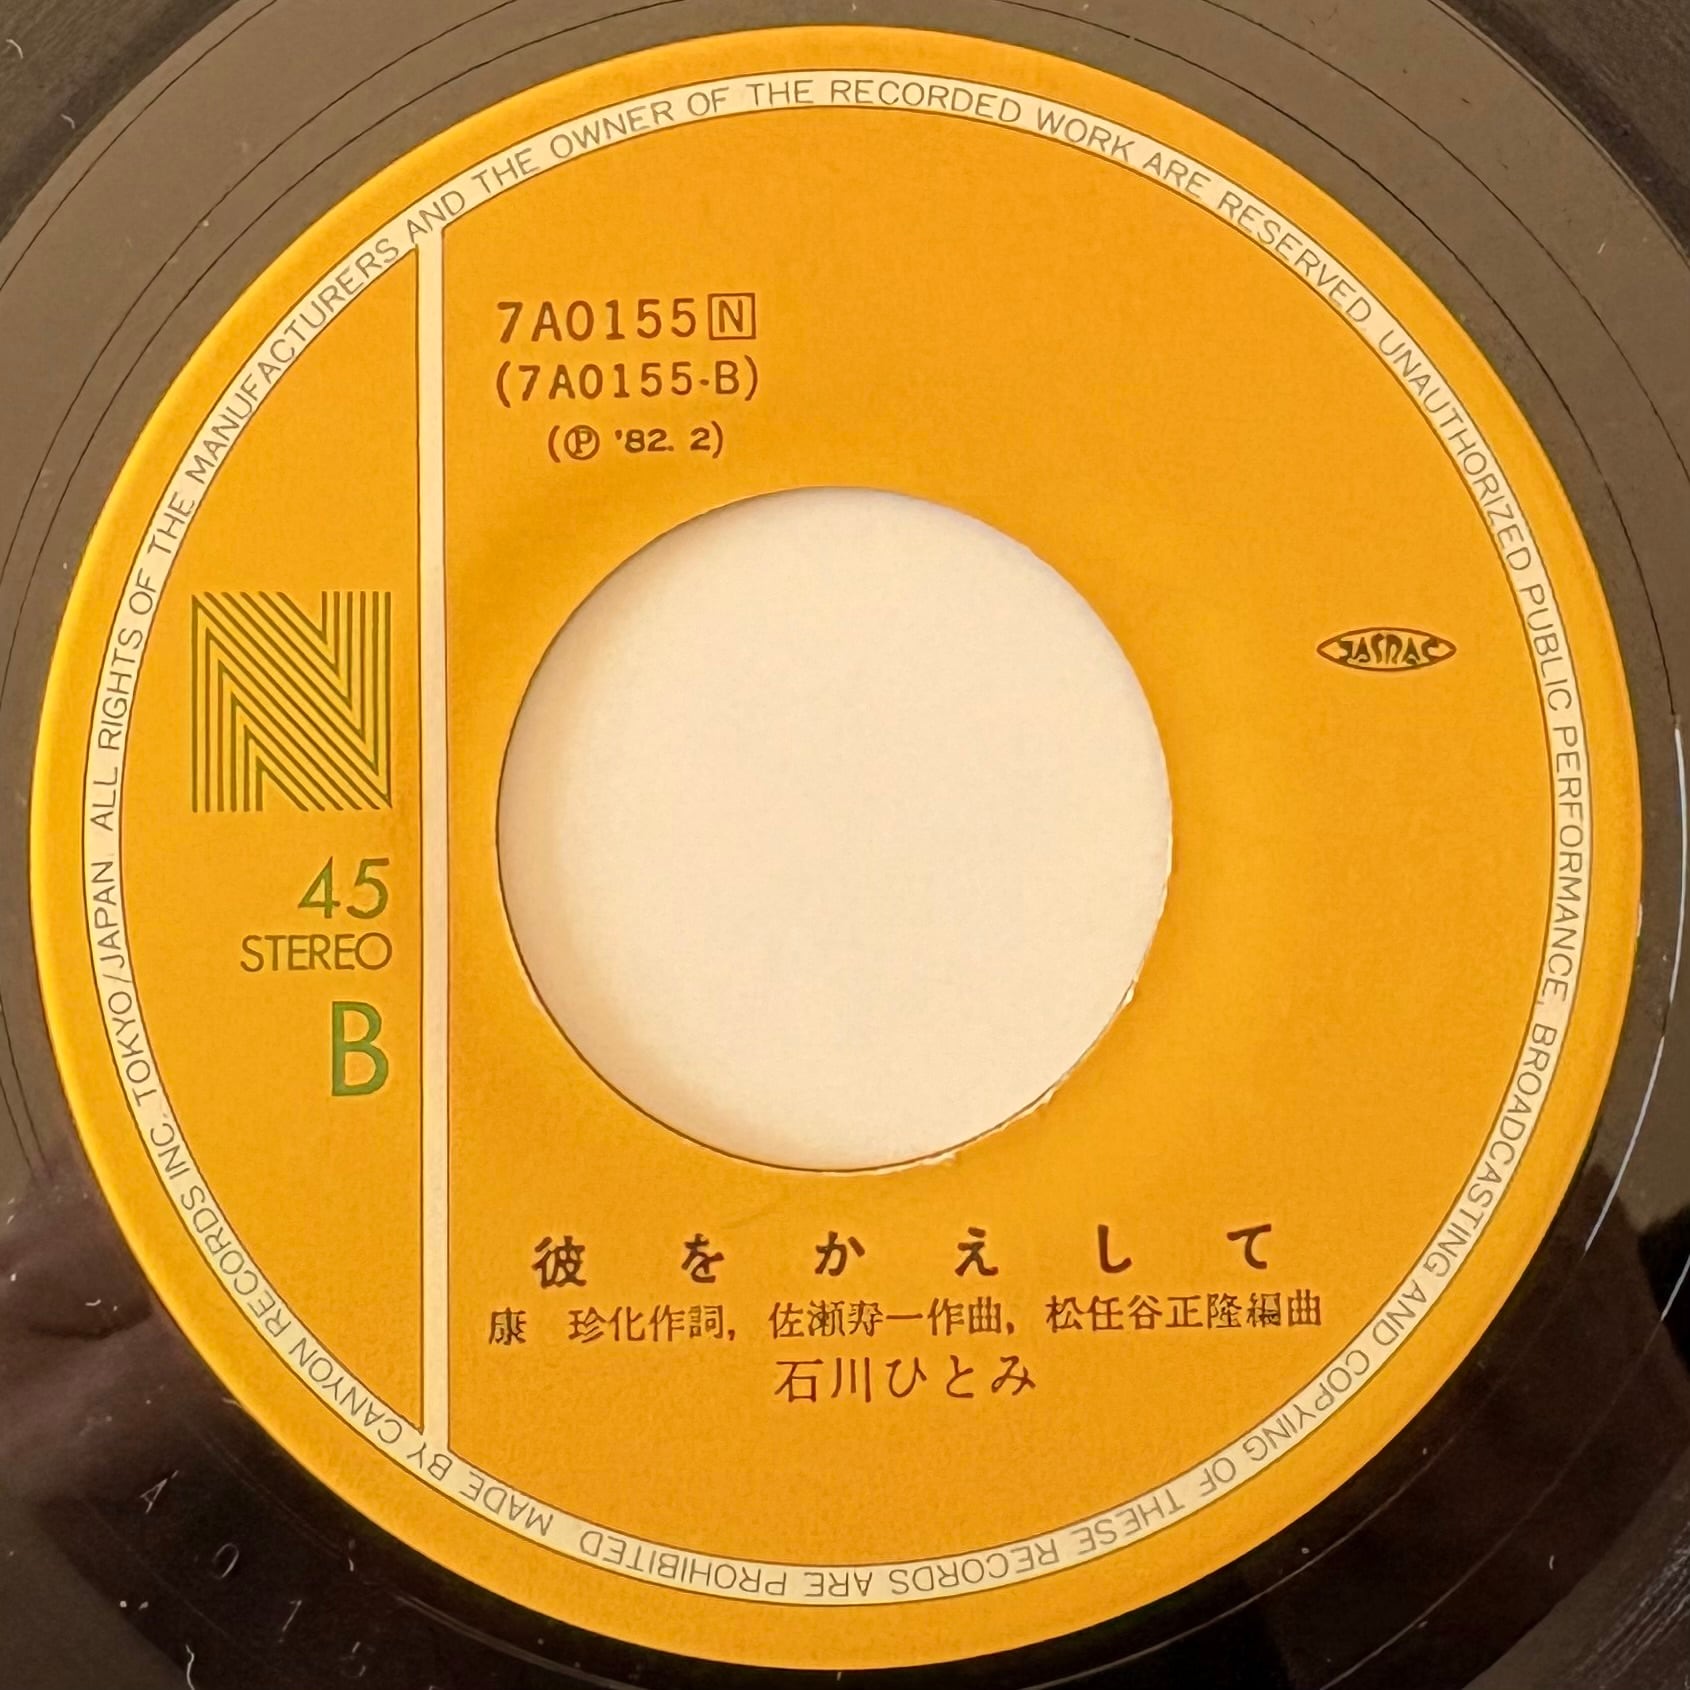 7A0155 N
(7A0155-B)
(Ⓟ '82. 2)
JASRAC
N
45
STEREO
B
彼をかえして
康 珍化作詞, 佐瀬寿一作曲, 松任谷正隆編曲
石川ひとみ
MADE BY CANYON RECORDS INC. TOKYO/JAPAN. ALL RIGHTS OF THE MANUFACTURERS AND THE OWNER OF THE RECORDED WORK ARE RESERVED. UNAUTHORIZED PUBLIC PERFORMANCE, BROADCASTING AND COPYING OF THESE RECORDS ARE PROHIBITED